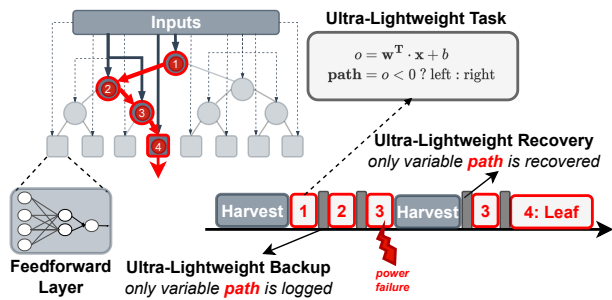 Inputs
1
2
3
4
Feedforward
Layer
Ultra-Lightweight Task
o = w^T · x + b
path = o < 0 ? left : right
Ultra-Lightweight Recovery
only variable path is recovered
Harvest
1
2
3
Harvest
3
4: Leaf
power
failure
Ultra-Lightweight Backup
only variable path is logged